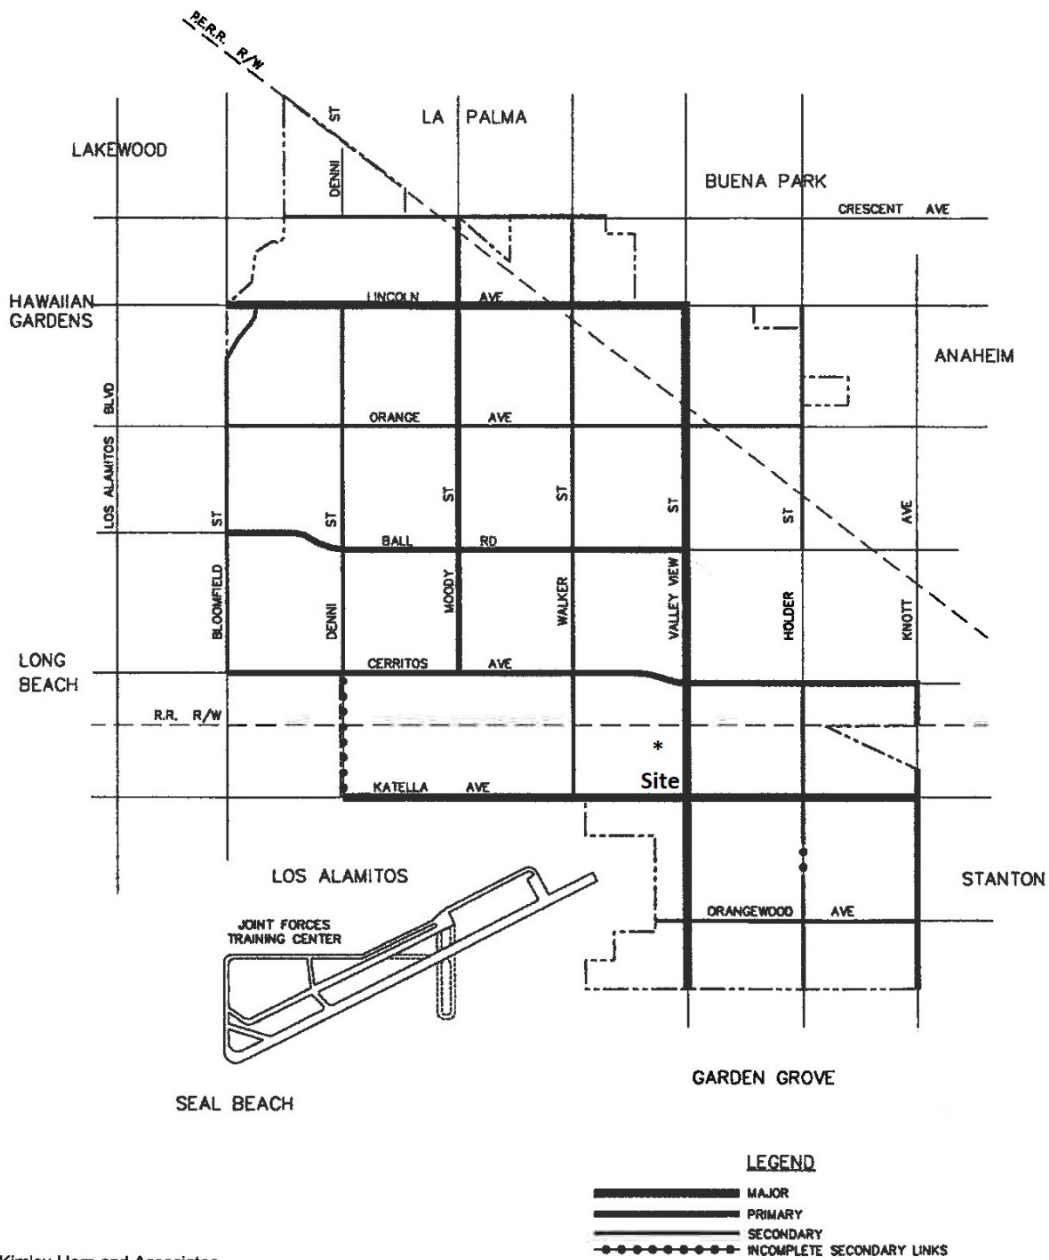 P.E.R.R. R/W
LA PALMA
LAKEWOOD
DENNI ST
BUENA PARK
CRESCENT AVE
HAWAIIAN
GARDENS
LINCOLN AVE
ANAHEIM
LOS ALAMITOS BLVD
ORANGE AVE
BLOOMFIELD ST
DENNI ST
MOODY ST
WALKER ST
VALLEY VIEW ST
HOLDER ST
KNOTT AVE
BALL RD
LONG
BEACH
CERRITOS AVE
R.R. R/W
*
Site
KATELLA AVE
LOS ALAMITOS
STANTON
JOINT FORCES
TRAINING CENTER
ORANGEWOOD AVE
GARDEN GROVE
SEAL BEACH
LEGEND
MAJOR
PRIMARY
SECONDARY
INCOMPLETE SECONDARY LINKS